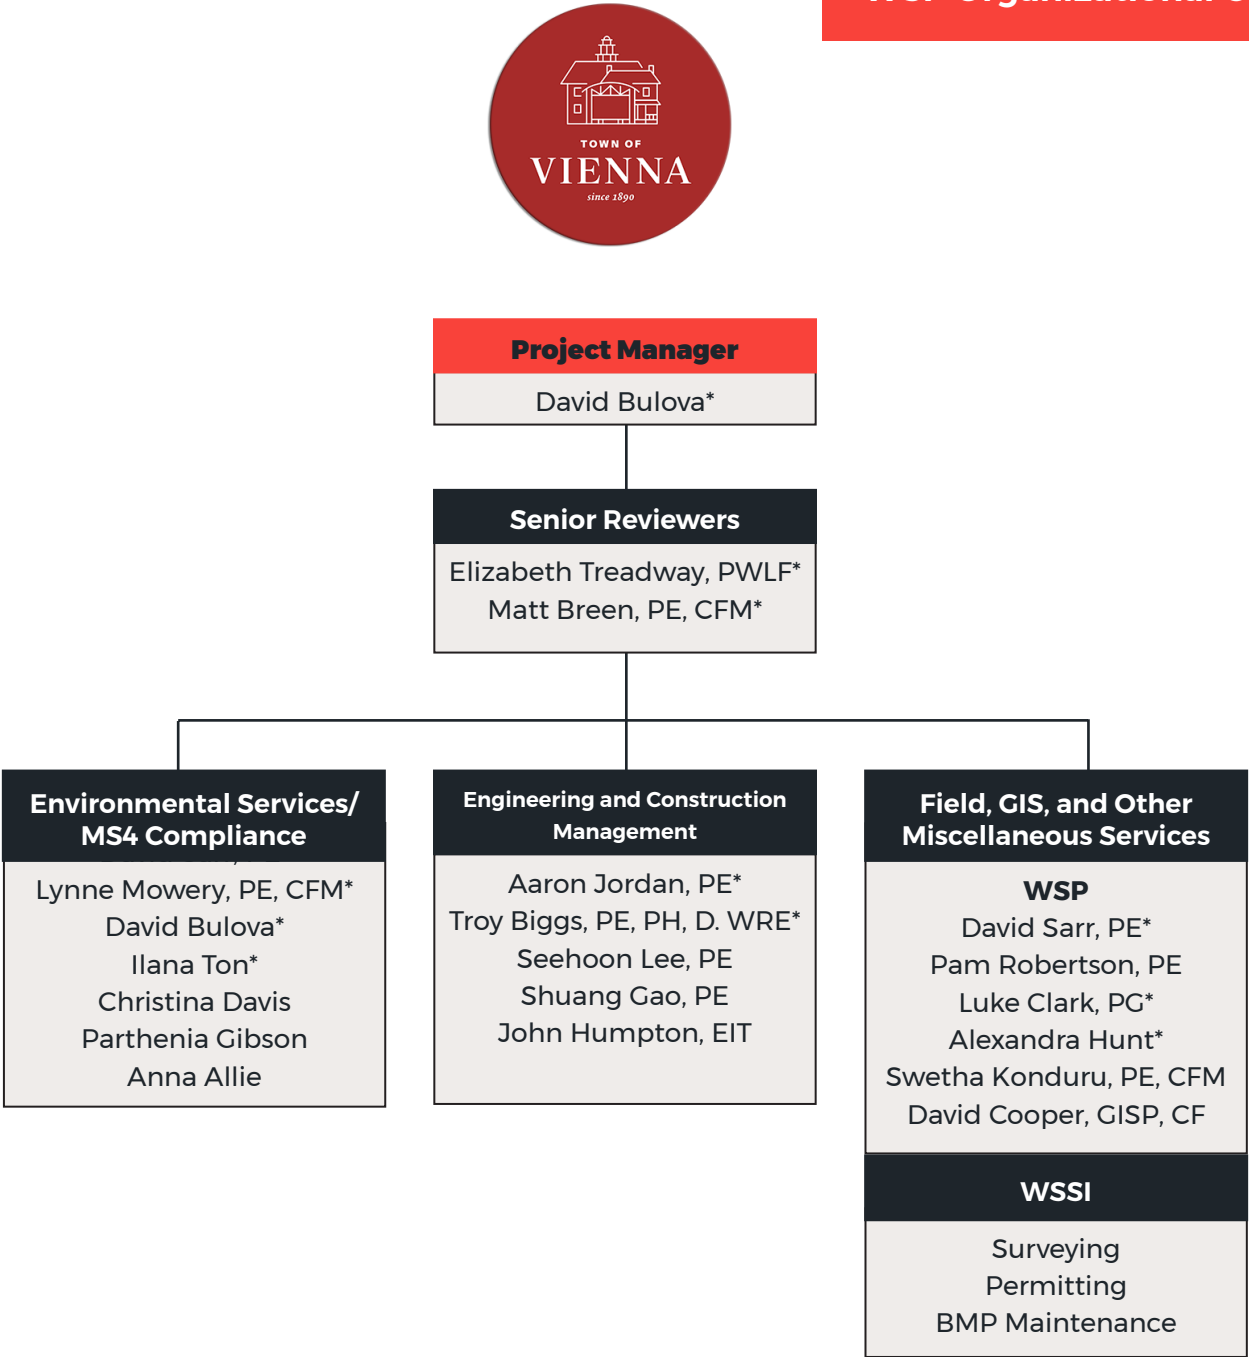 TOWN OF
VIENNA
since 1890
Project Manager
David Bulova*
Senior Reviewers
Elizabeth Treadway, PWLF*
Matt Breen, PE, CFM*
Environmental Services/
MS4 Compliance
Lynne Mowery, PE, CFM*
David Bulova*
Ilana Ton*
Christina Davis
Parthenia Gibson
Anna Allie
Engineering and Construction
Management
Aaron Jordan, PE*
Troy Biggs, PE, PH, D. WRE*
Seehoon Lee, PE
Shuang Gao, PE
John Humpton, EIT
Field, GIS, and Other
Miscellaneous Services
WSP
David Sarr, PE*
Pam Robertson, PE
Luke Clark, PG*
Alexandra Hunt*
Swetha Konduru, PE, CFM
David Cooper, GISP, CF
WSSI
Surveying
Permitting
BMP Maintenance